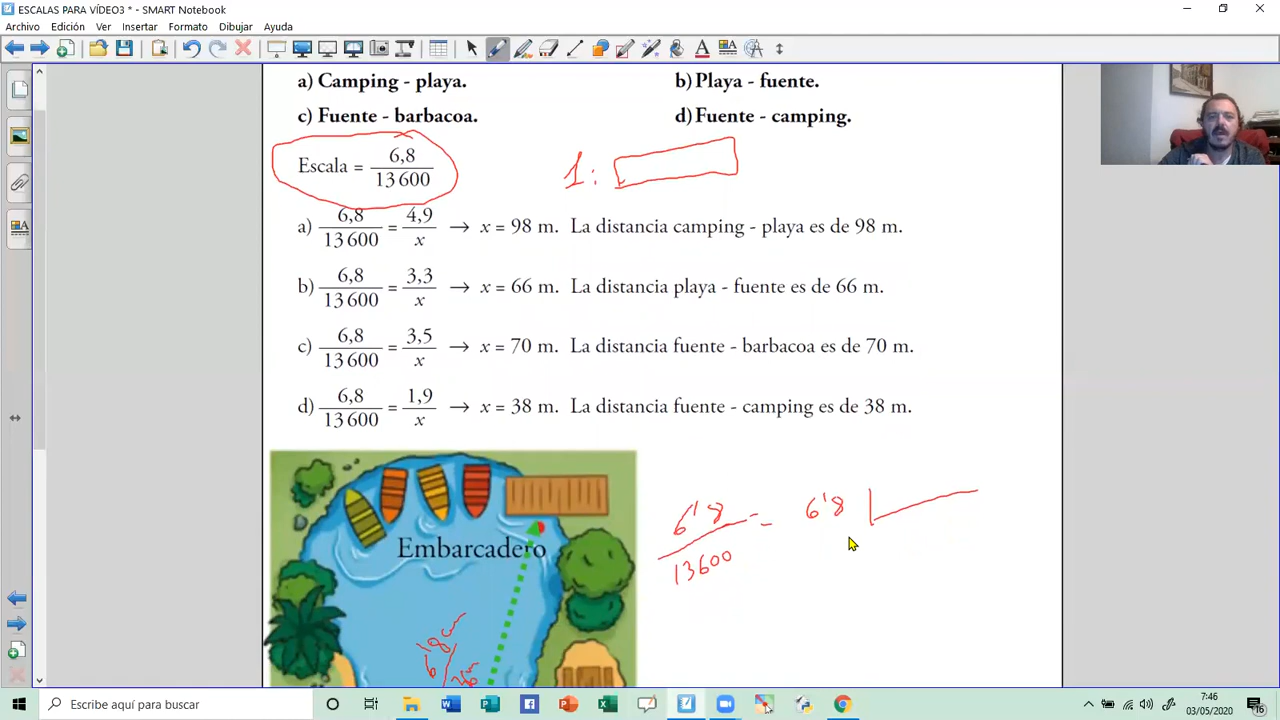 ESCALAS PARA VÍDEO3 * - SMART Notebook
Archivo Edición Ver Insertar Formato Dibujar Ayuda
a) Camping - playa. b) Playa - fuente.
c) Fuente - barbacoa. d) Fuente - camping.
Escala = 6,8 / 13 600 1:
a) 6,8 / 13 600 = 4,9 / x → x = 98 m. La distancia camping - playa es de 98 m.
b) 6,8 / 13 600 = 3,3 / x → x = 66 m. La distancia playa - fuente es de 66 m.
c) 6,8 / 13 600 = 3,5 / x → x = 70 m. La distancia fuente - barbacoa es de 70 m.
d) 6,8 / 13 600 = 1,9 / x → x = 38 m. La distancia fuente - camping es de 38 m.
6'8 / 13600 = 6'8
Embarcadero
Escribe aquí para buscar
7:46
03/05/2020
16